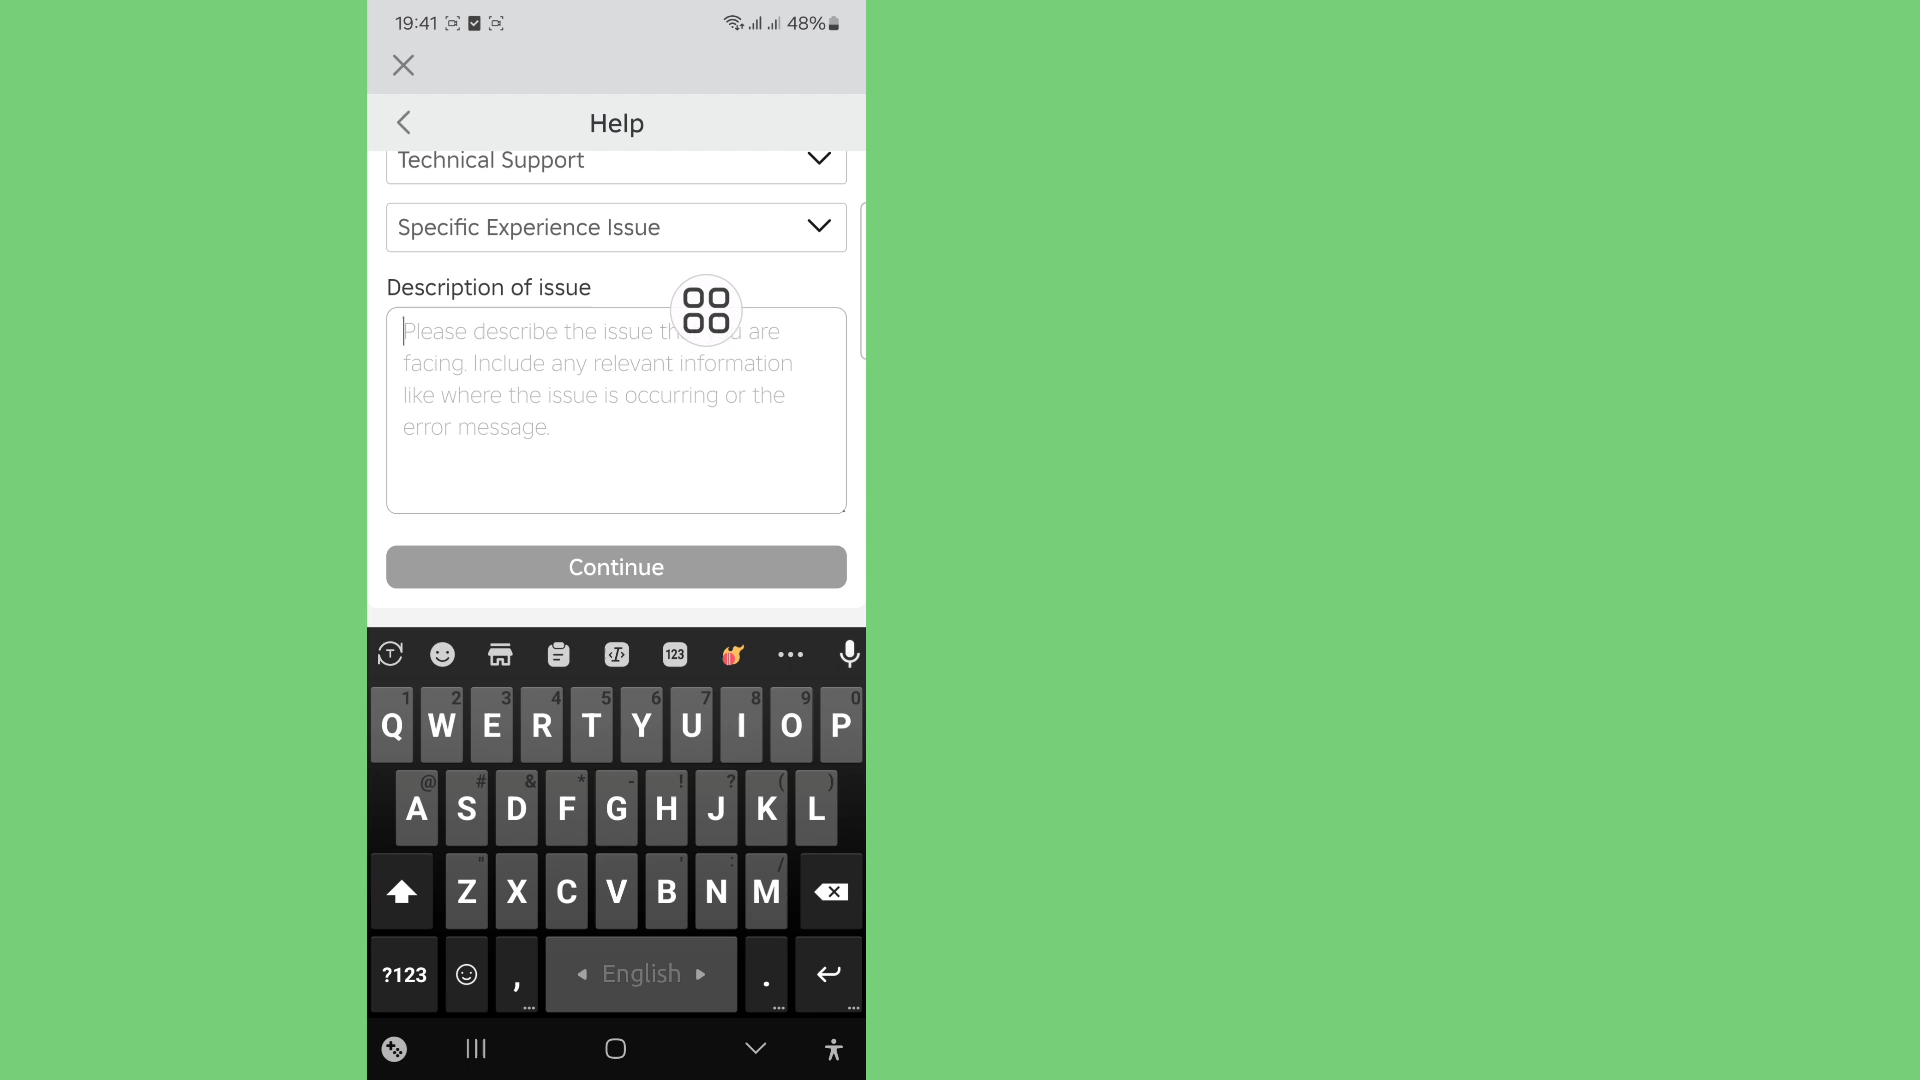 19:41 48%
Help
Technical Support
Specific Experience Issue
Description of issue
Please describe the issue are
facing. Include any relevant information
like where the issue is occurring or the
error message.
Continue
T T 123
1 2 3 4 5 6 7 8 9 0
Q W E R T Y U I O P
@ # & * - ! ? ( )
A S D F G H J K L
" ' : /
Z X C V B N M
?123 , English .